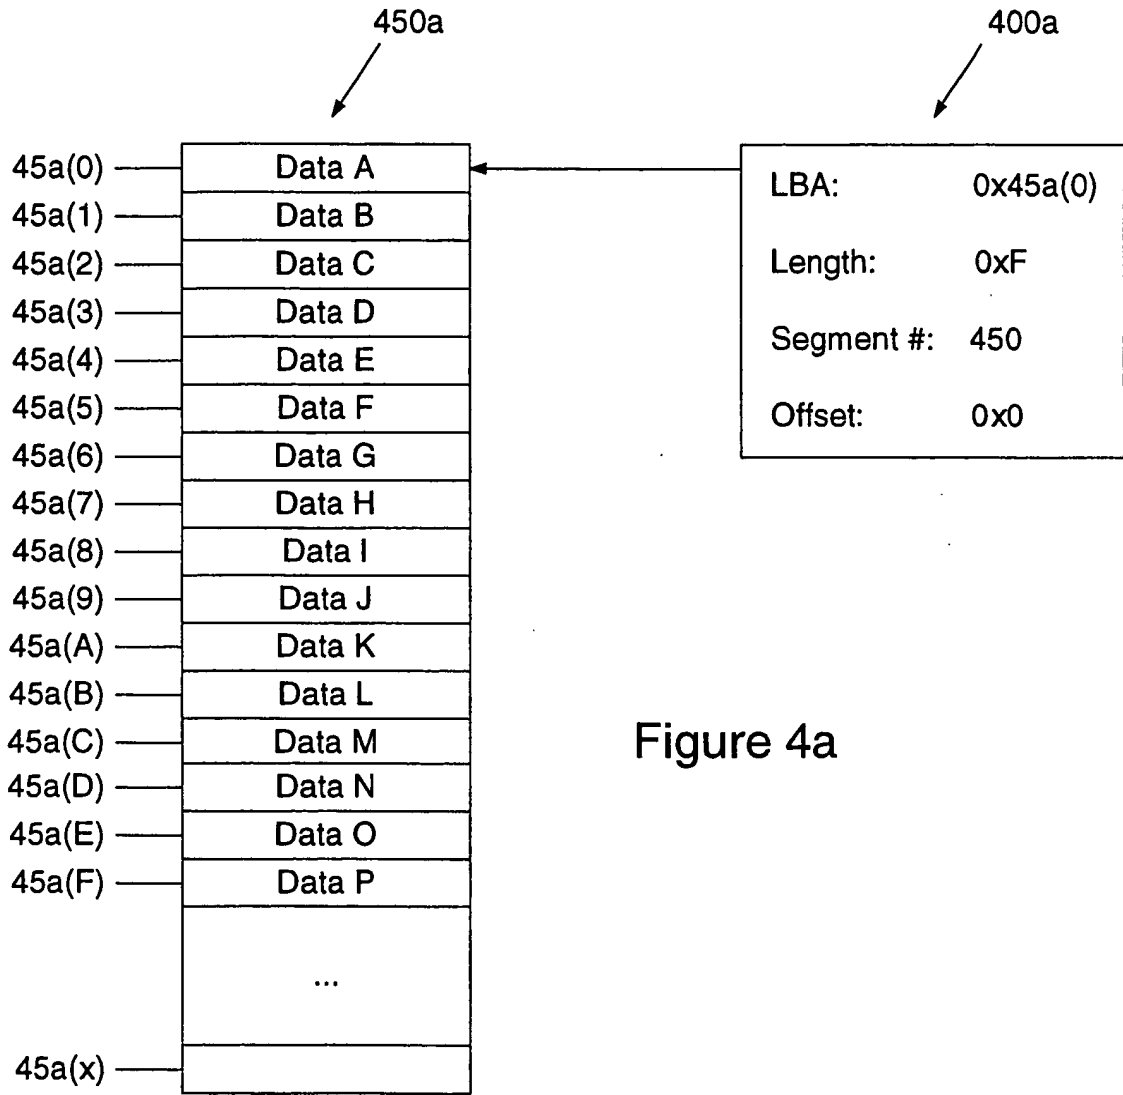 450a
400a
45a(0) Data A
45a(1) Data B
45a(2) Data C
45a(3) Data D
45a(4) Data E
45a(5) Data F
45a(6) Data G
45a(7) Data H
45a(8) Data I
45a(9) Data J
45a(A) Data K
45a(B) Data L
45a(C) Data M
45a(D) Data N
45a(E) Data O
45a(F) Data P
...
45a(x)
LBA: 0x45a(0)
Length: 0xF
Segment #: 450
Offset: 0x0
Figure 4a